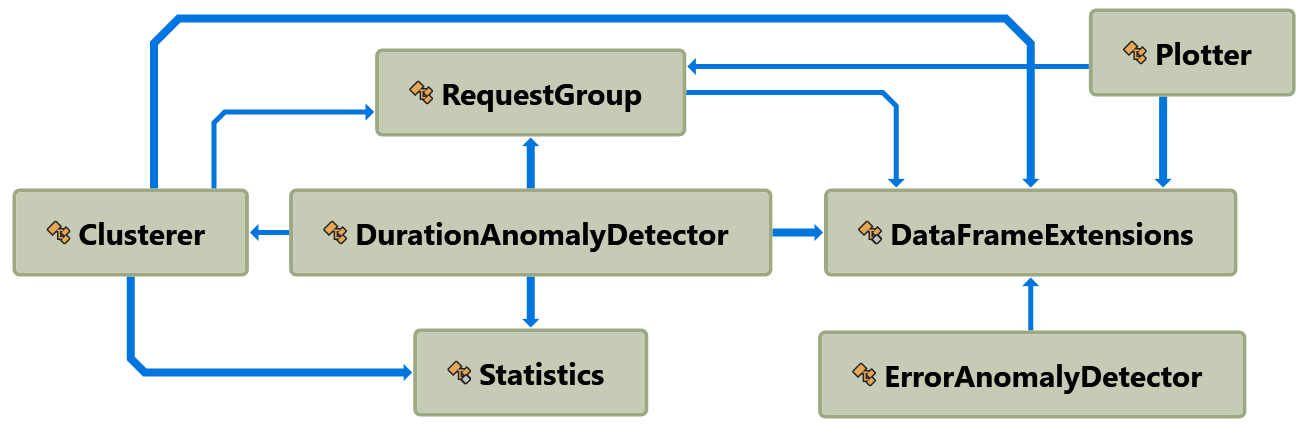 Plotter
RequestGroup
Clusterer
DurationAnomalyDetector
DataFrameExtensions
Statistics
ErrorAnomalyDetector